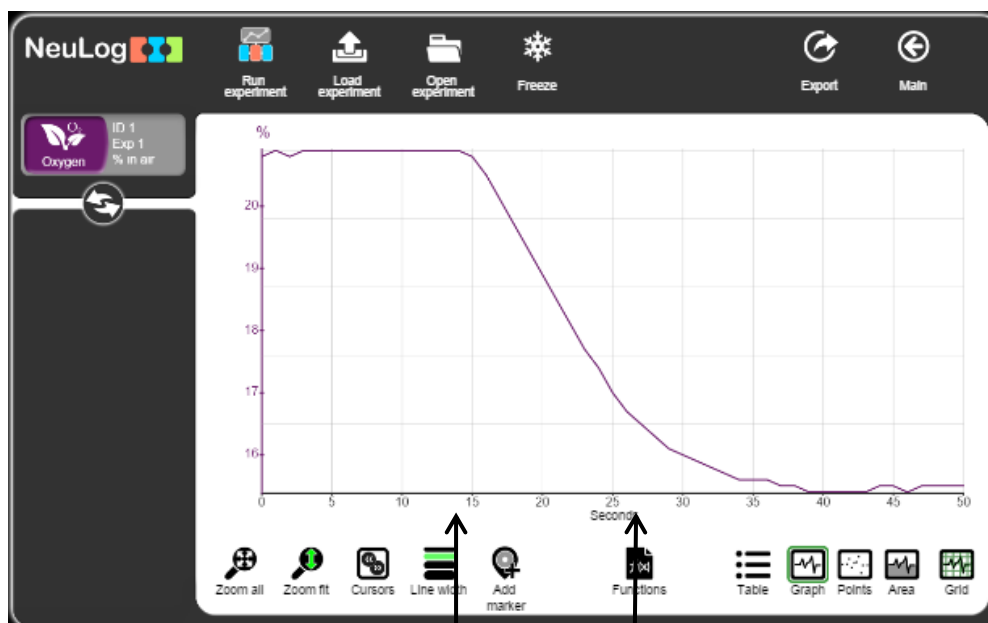 NeuLog
Run
experiment
Load
experiment
Open
experiment
Freeze
Export
Main
O₂
Oxygen
ID 1
Exp 1
% in air
%
20
19
18
17
16
0 5 10 15 20 25 30 35 40 45 50
Seconds
Zoom all
Zoom fit
Cursors
Line width
Add
marker
Functions
Table
Graph
Points
Area
Grid